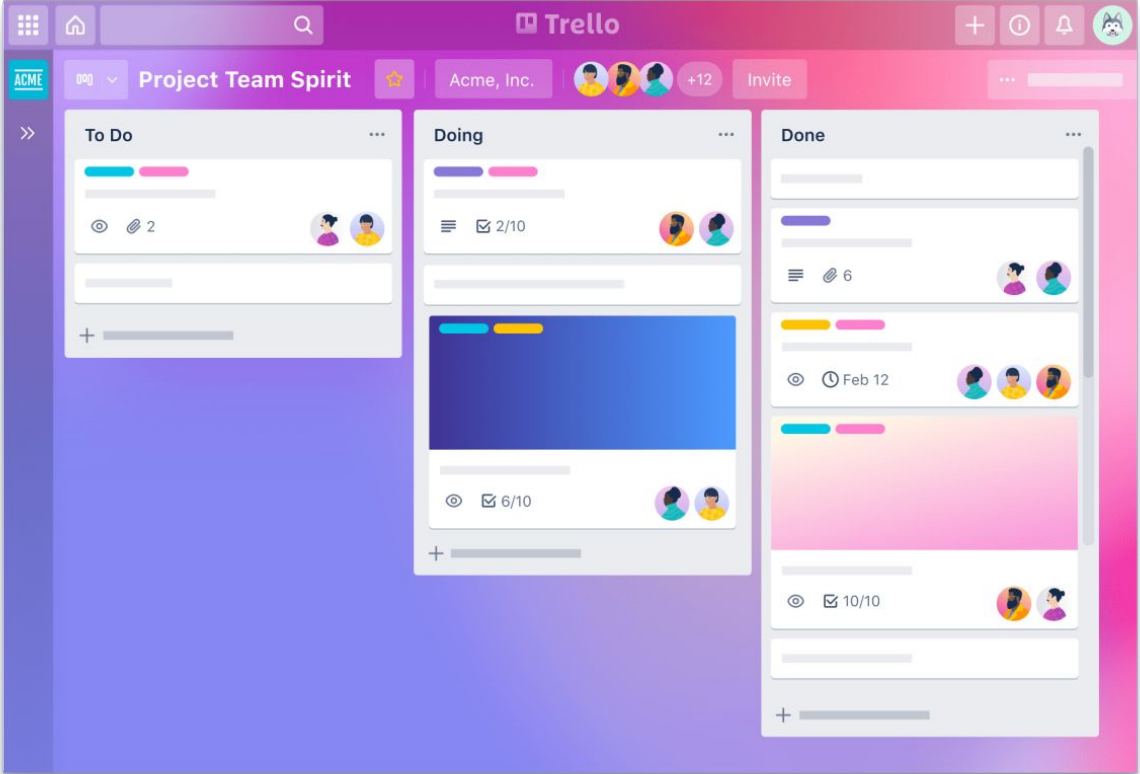 Trello
ACME
Project Team Spirit
Acme, Inc.
+12
Invite
To Do
2
Doing
2/10
6/10
Done
6
Feb 12
10/10